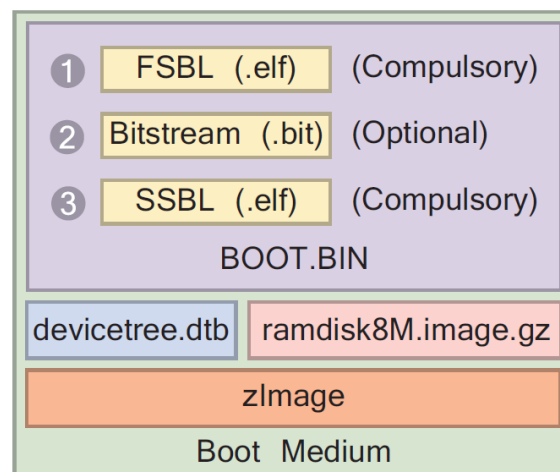 1 FSBL (.elf) (Compulsory)
2 Bitstream (.bit) (Optional)
3 SSBL (.elf) (Compulsory)
BOOT.BIN
devicetree.dtb ramdisk8M.image.gz
zImage
Boot Medium